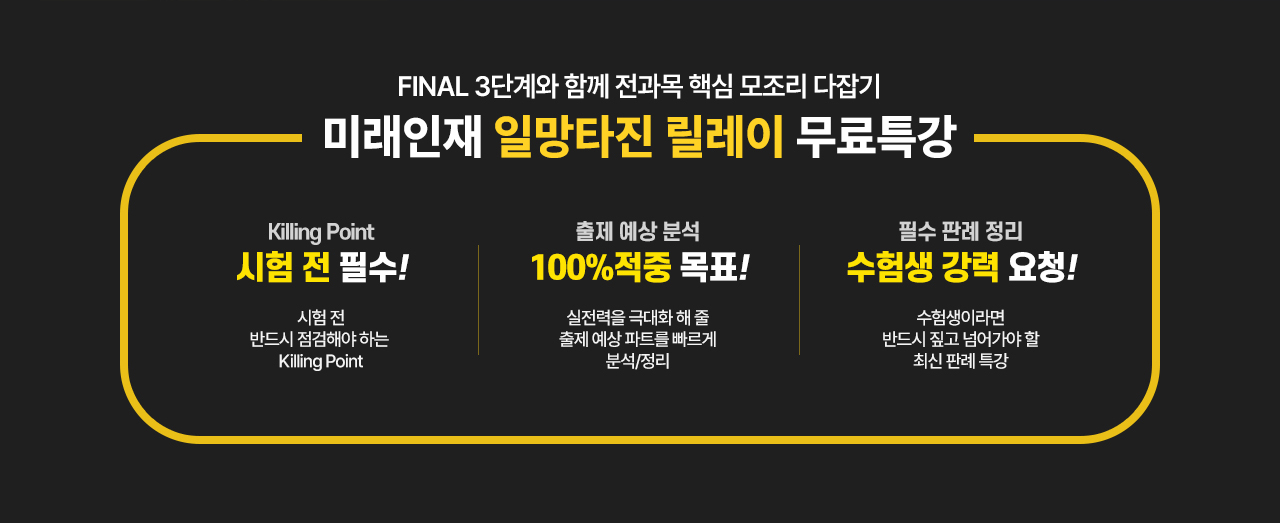 FINAL 3단계와 함께 전과목 핵심 모조리 다잡기
미래인재 일망타진 릴레이 무료특강
Killing Point
시험 전 필수!
시험 전
반드시 점검해야 하는
Killing Point
출제 예상 분석
100%적중 목표!
실전력을 극대화 해 줄
출제 예상 파트를 빠르게
분석/정리
필수 판례 정리
수험생 강력 요청!
수험생이라면
반드시 짚고 넘어가야 할
최신 판례 특강